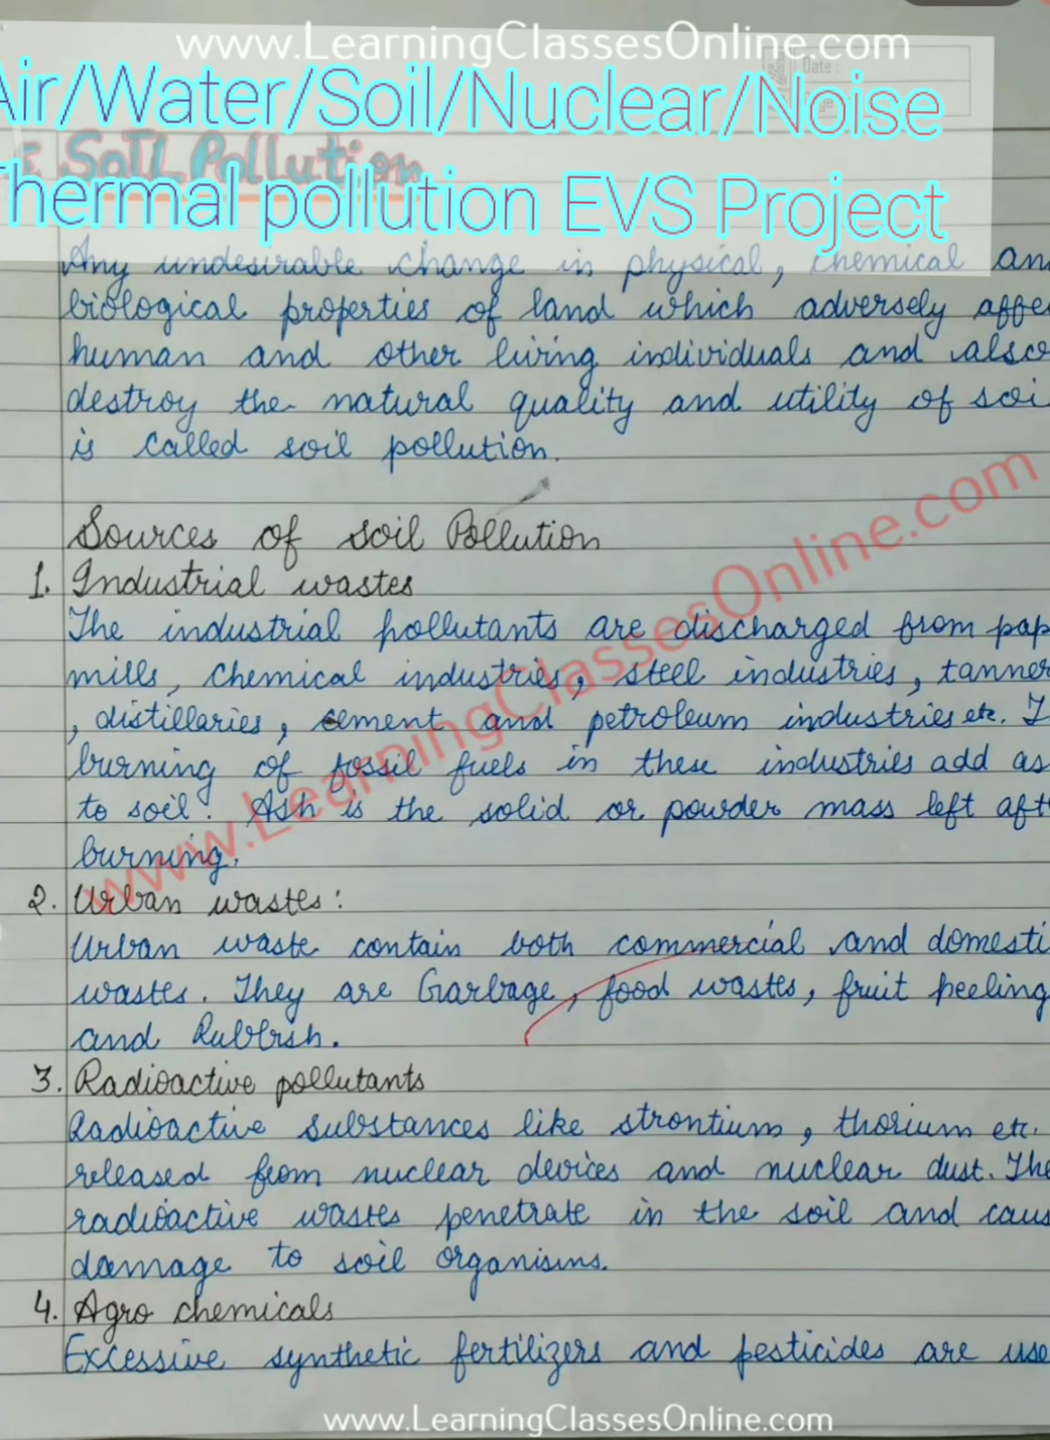 www.LearningClassesOnline.com
Air/Water/Soil/Nuclear/Noise
Date :
Soil Pollution
Thermal pollution EVS Project
Any undesirable change in physical, chemical an
biological properties of land which adversely affe
human and other living individuals and also
destroy the natural quality and utility of soi
is called soil pollution.
Sources of soil Pollution
1. Industrial wastes
The industrial pollutants are discharged from pap
mills, chemical industries, steel industries, tanner
, distillaries, cement and petroleum industries etc. T
burning of fossil fuels in these industries add as
to soil. Ash is the solid or powder mass left aft
burning.
www.LearningClassesOnline.com
2. Urban wastes:
Urban waste contain both commercial and domesti
wastes. They are Garbage, food wastes, fruit peeling
and Rubbish.
3. Radioactive pollutants
Radioactive substances like strontium, thorium etc.
released from nuclear devices and nuclear dust. The
radioactive wastes penetrate in the soil and caus
damage to soil organisms.
4. Agro chemicals
Excessive synthetic fertilizers and pesticides are use
www.LearningClassesOnline.com